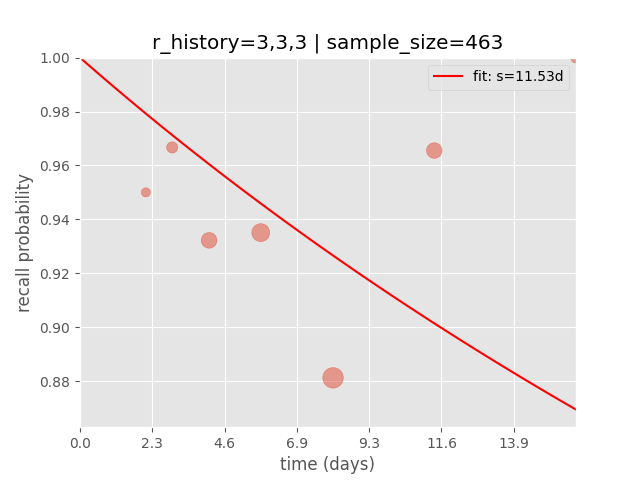 r_history=3,3,3 | sample_size=463
1.00
0.98
0.96
0.94
0.92
0.90
0.88
recall probability
fit: s=11.53d
0.0 2.3 4.6 6.9 9.3 11.6 13.9
time (days)